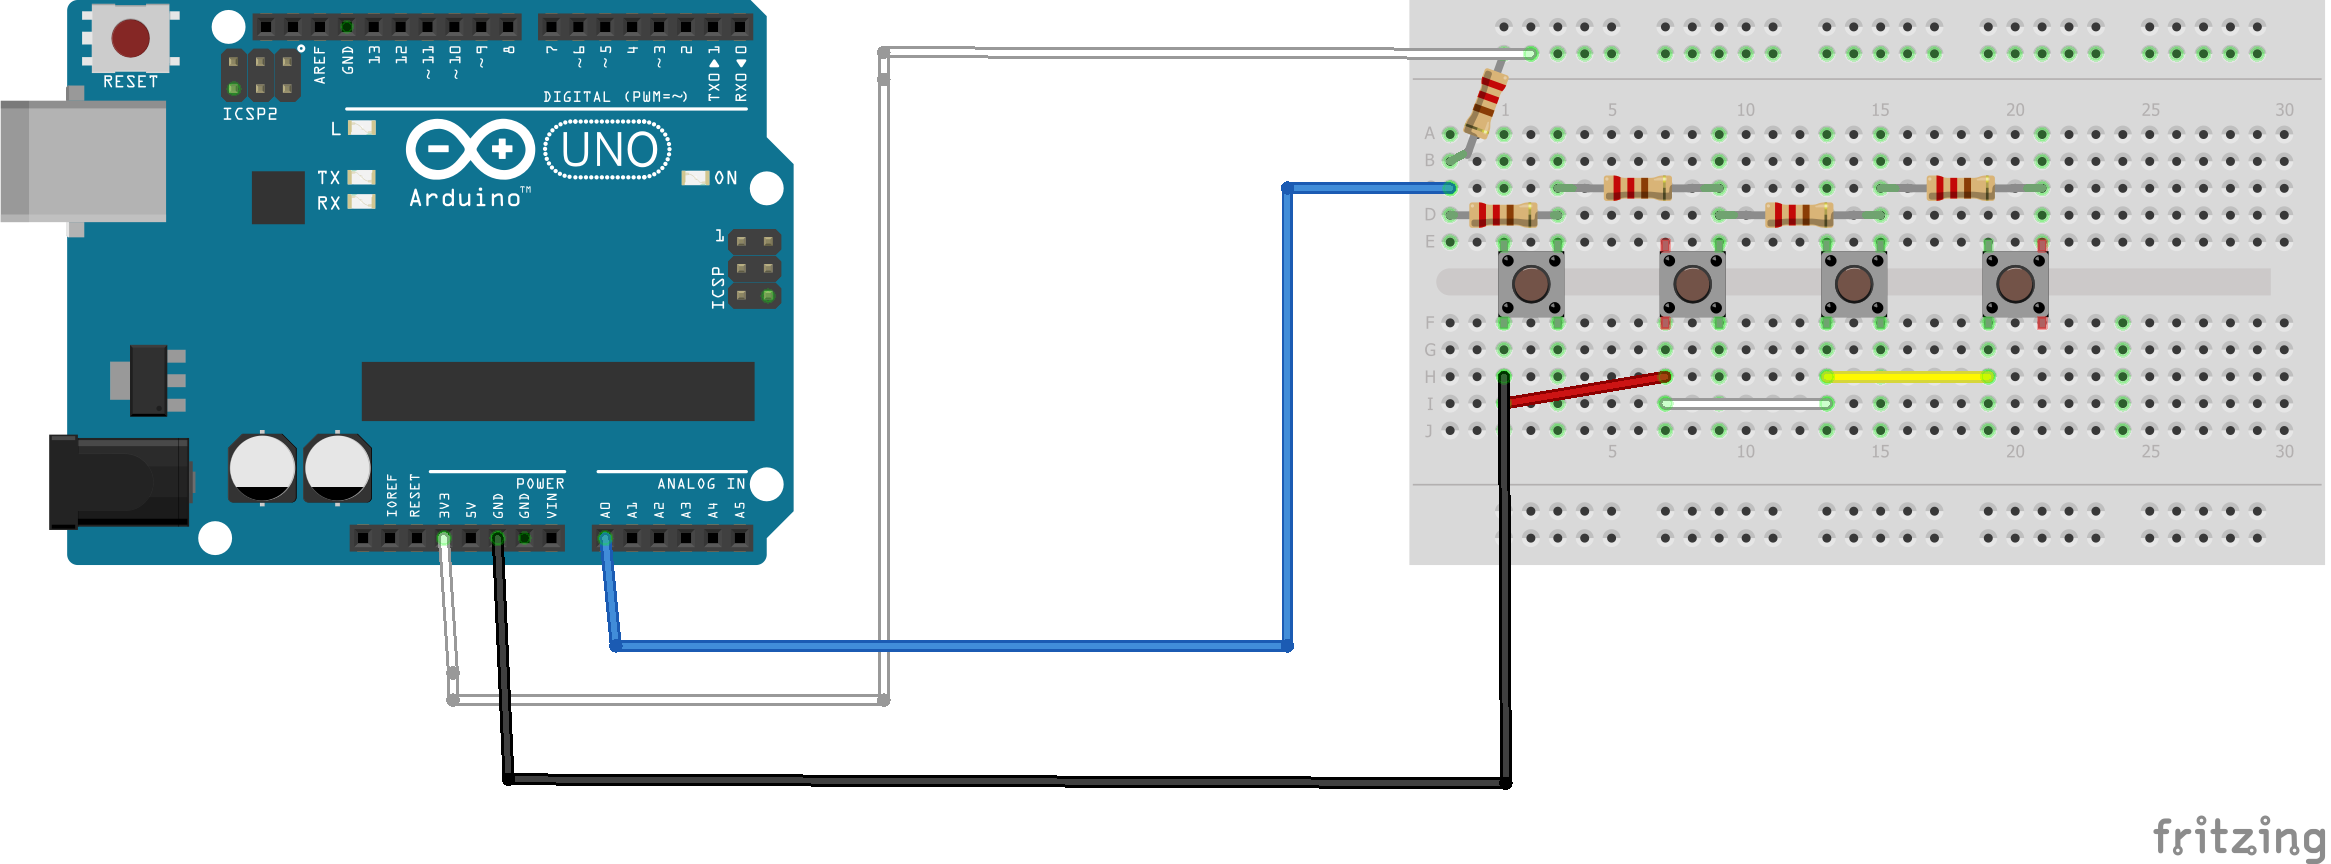 RESET
ICSP2
AREF
GND
13
12
~11
~10
~9
8
7
~6
~5
4
~3
2
TX0 ▶ 1
RX0 ◀ 0
DIGITAL (PWM=~)
L
TX
RX
UNO
Arduino™
ON
1
ICSP
IOREF
RESET
3V3
5V
GND
GND
VIN
POWER
ANALOG IN
A0
A1
A2
A3
A4
A5
1 5 10 15 20 25 30
A
B
D
E
F
G
H
I
J
5 10 15 20 25 30
fritzing